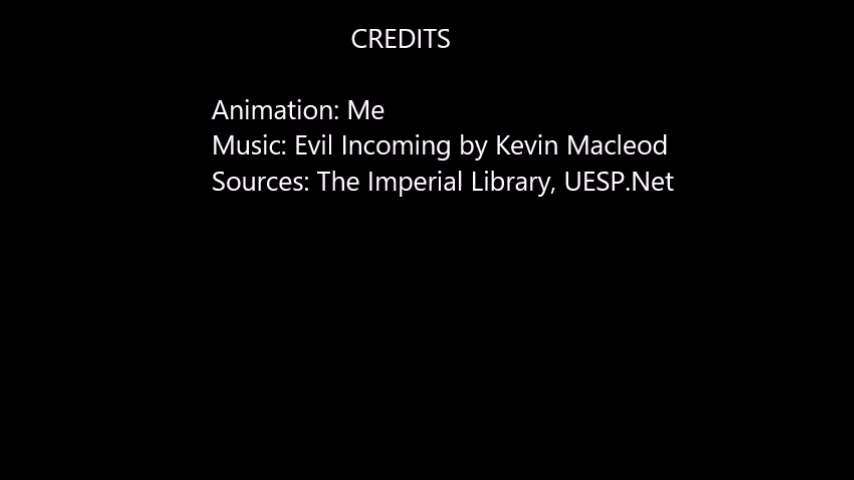 CREDITS
Animation: Me
Music: Evil Incoming by Kevin Macleod
Sources: The Imperial Library, UESP.Net